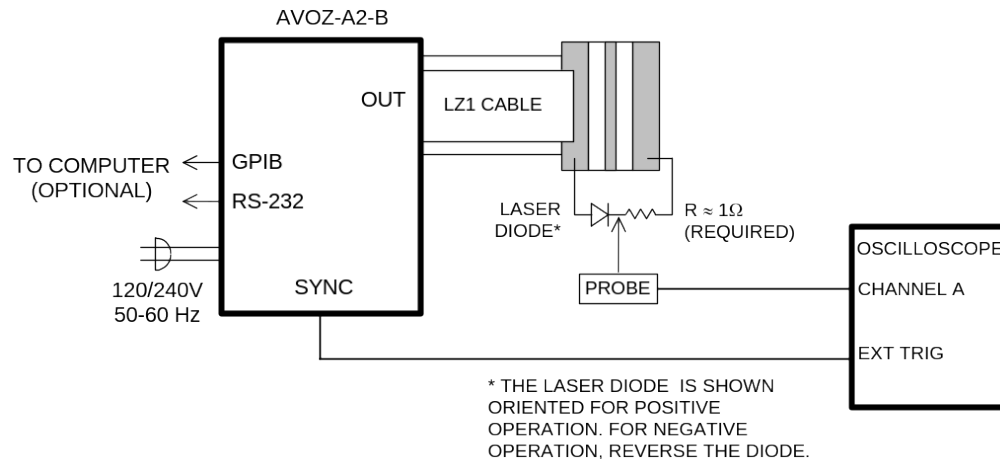 AVOZ-A2-B
OUT
LZ1 CABLE
TO COMPUTER
(OPTIONAL)
GPIB
RS-232
120/240V
50-60 Hz
SYNC
LASER
DIODE*
R ≈ 1Ω
(REQUIRED)
PROBE
OSCILLOSCOPE
CHANNEL A
EXT TRIG
* THE LASER DIODE IS SHOWN
ORIENTED FOR POSITIVE
OPERATION. FOR NEGATIVE
OPERATION, REVERSE THE DIODE.